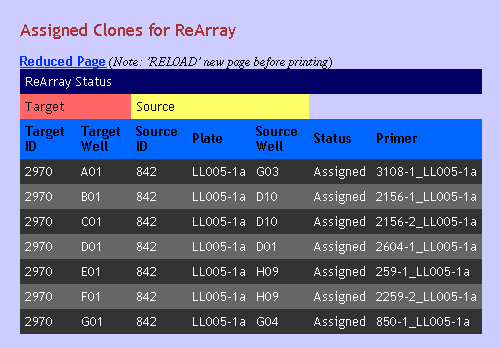 Assigned Clones for ReArray
Reduced Page (Note: 'RELOAD' new page before printing)
ReArray Status
Target Source
Target ID Target Well Source ID Plate Source Well Status Primer
2970 A01 842 LL005-1a G03 Assigned 3108-1_LL005-1a
2970 B01 842 LL005-1a D10 Assigned 2156-1_LL005-1a
2970 C01 842 LL005-1a D10 Assigned 2156-2_LL005-1a
2970 D01 842 LL005-1a D01 Assigned 2604-1_LL005-1a
2970 E01 842 LL005-1a H09 Assigned 259-1_LL005-1a
2970 F01 842 LL005-1a H09 Assigned 2259-2_LL005-1a
2970 G01 842 LL005-1a G04 Assigned 850-1_LL005-1a